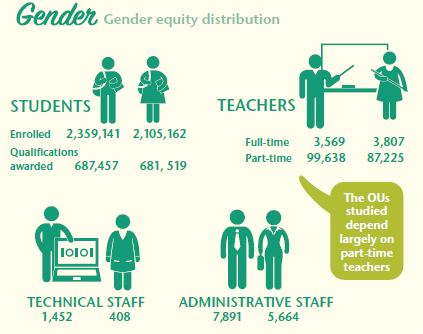 Gender Gender equity distribution
STUDENTS
Enrolled 2,359,141 2,105,162
Qualifications
awarded 687,457 681, 519
TEACHERS
Full-time 3,569 3,807
Part-time 99,638 87,225
The OUs
studied
depend
largely on
part-time
teachers
IOIOI
TECHNICAL STAFF
1,452 408
ADMINISTRATIVE STAFF
7,891 5,664